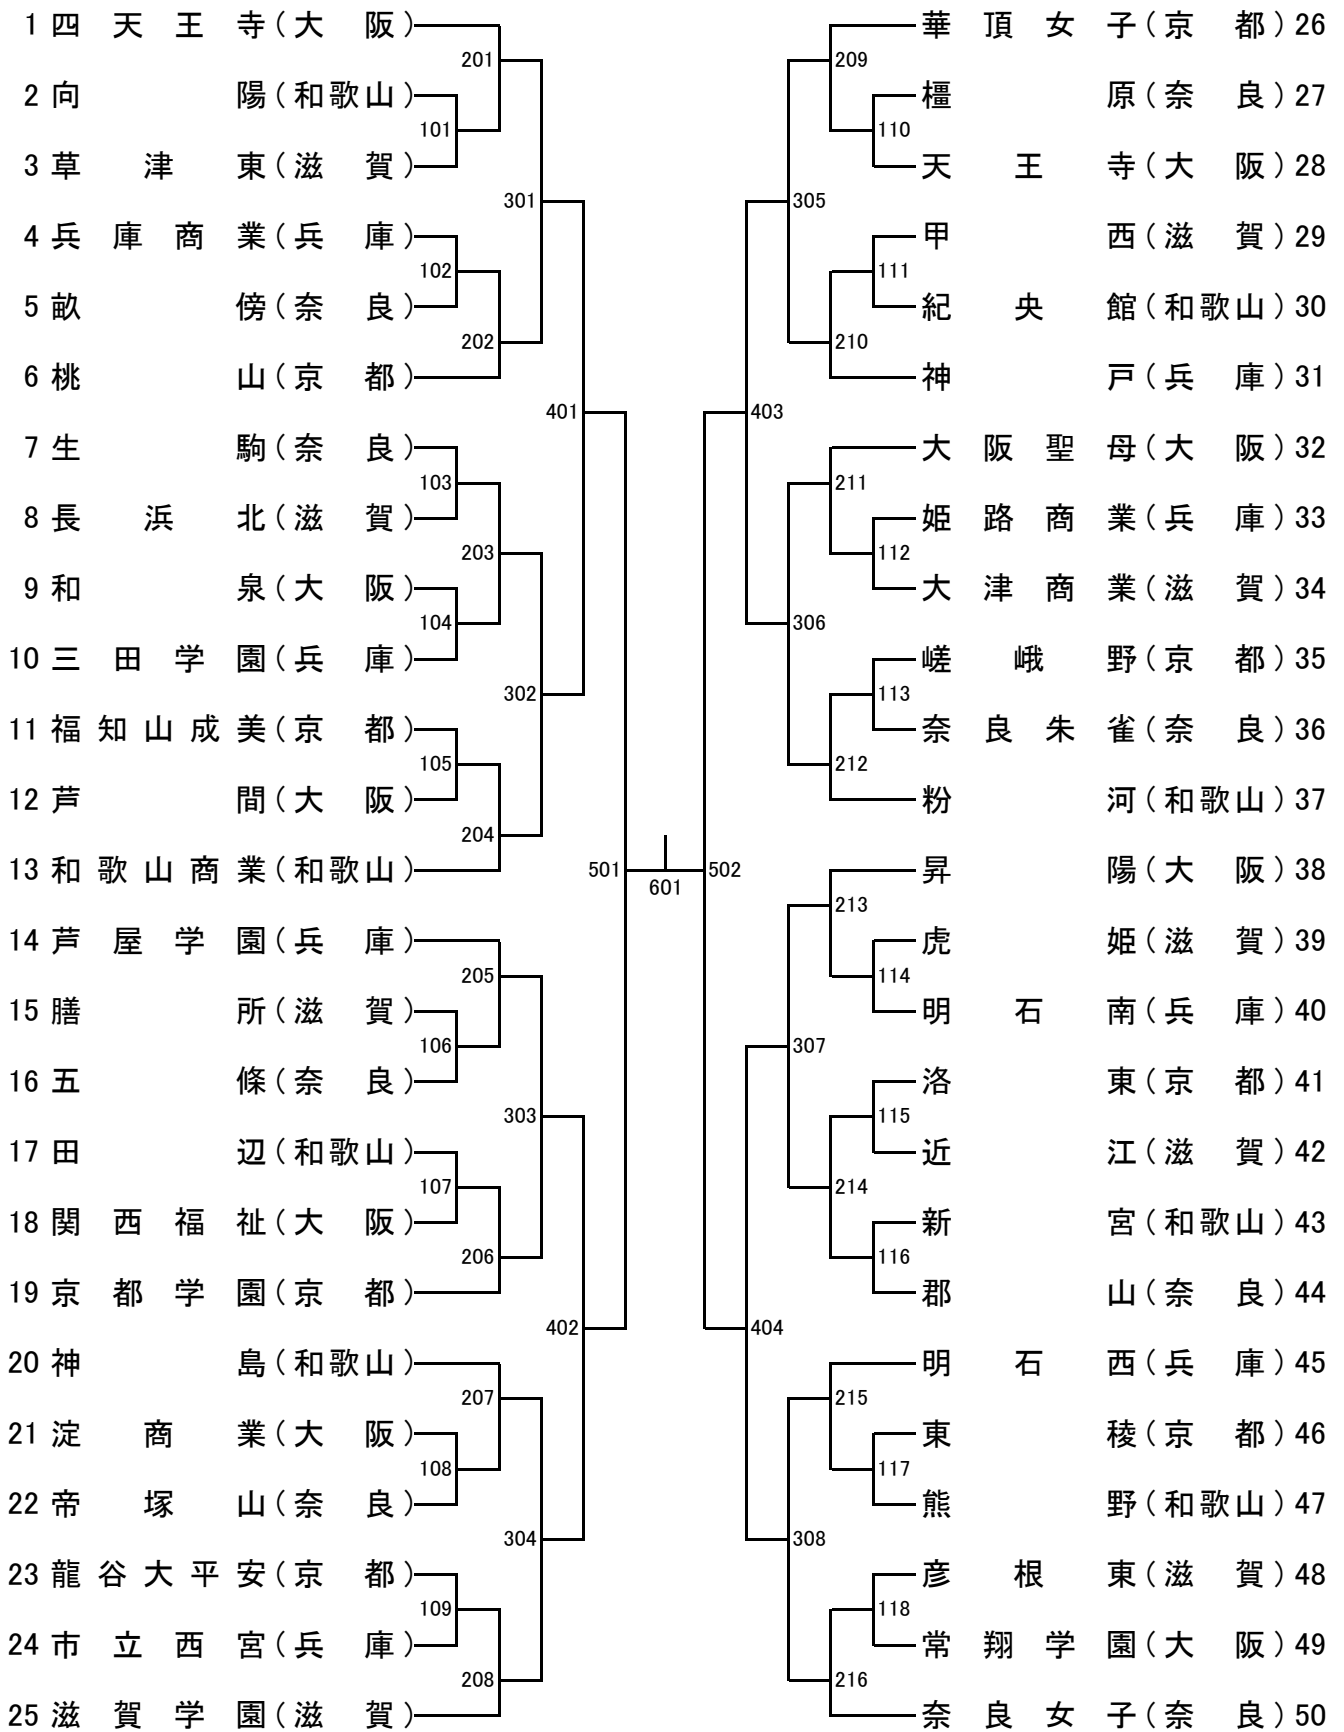 1 四天王寺(大阪)
2 向陽(和歌山)
3 草津東(滋賀)
4 兵庫商業(兵庫)
5 畝傍(奈良)
6 桃山(京都)
7 生駒(奈良)
8 長浜北(滋賀)
9 和泉(大阪)
10 三田学園(兵庫)
11 福知山成美(京都)
12 芦間(大阪)
13 和歌山商業(和歌山)
14 芦屋学園(兵庫)
15 膳所(滋賀)
16 五條(奈良)
17 田辺(和歌山)
18 関西福祉(大阪)
19 京都学園(京都)
20 神島(和歌山)
21 淀商業(大阪)
22 帝塚山(奈良)
23 龍谷大平安(京都)
24 市立西宮(兵庫)
25 滋賀学園(滋賀)
101
102
103
104
105
106
107
108
109
201
202
203
204
205
206
207
208
301
302
303
304
401
402
501
601
502
403
404
305
306
307
308
209
210
211
212
213
214
215
216
110
111
112
113
114
115
116
117
118
華頂女子(京都)26
橿原(奈良)27
天王寺(大阪)28
甲西(滋賀)29
紀央館(和歌山)30
神戸(兵庫)31
大阪聖母(大阪)32
姫路商業(兵庫)33
大津商業(滋賀)34
嵯峨野(京都)35
奈良朱雀(奈良)36
粉河(和歌山)37
昇陽(大阪)38
虎姫(滋賀)39
明石南(兵庫)40
洛東(京都)41
近江(滋賀)42
新宮(和歌山)43
郡山(奈良)44
明石西(兵庫)45
東稜(京都)46
熊野(和歌山)47
彦根東(滋賀)48
常翔学園(大阪)49
奈良女子(奈良)50